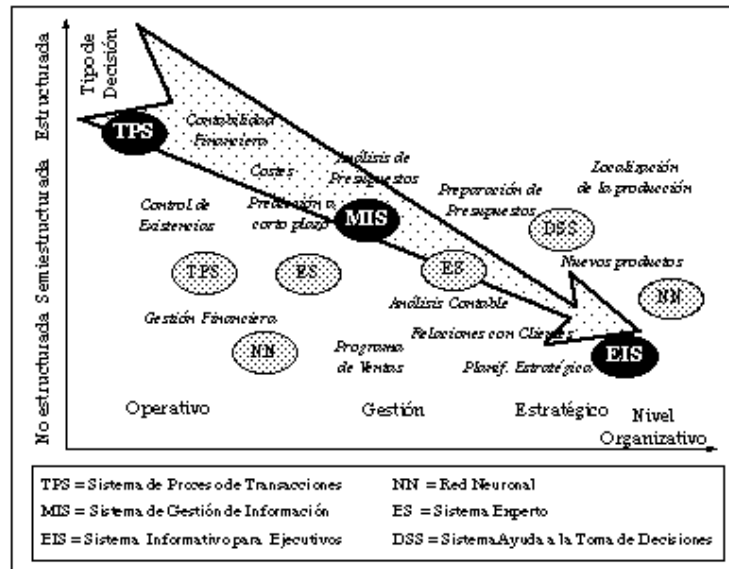 Tipo de
Decisión
Estructurada
Semiestructurada
No estructurada
TPS
Contabilidad
Financiera
Costes
Análisis de
Presupuestos
Localización
de la producción
Preparación de
Presupuestos
Control de
Existencias
Predicción a
corto plazo
MIS
DSS
TPS
ES
ES
Nuevos productos
NN
Análisis Contable
Gestión Financiera
Relaciones con Clientes
NN
Programa
de Ventas
Planif. Estratégica
EIS
Operativo
Gestión
Estratégico
Nivel
Organizativo
TPS = Sistema de Proceso de Transacciones
NN = Red Neuronal
MIS = Sistema de Gestión de Información
ES = Sistema Experto
EIS = Sistema Informativo para Ejecutivos
DSS = Sistema Ayuda a la Toma de Decisiones